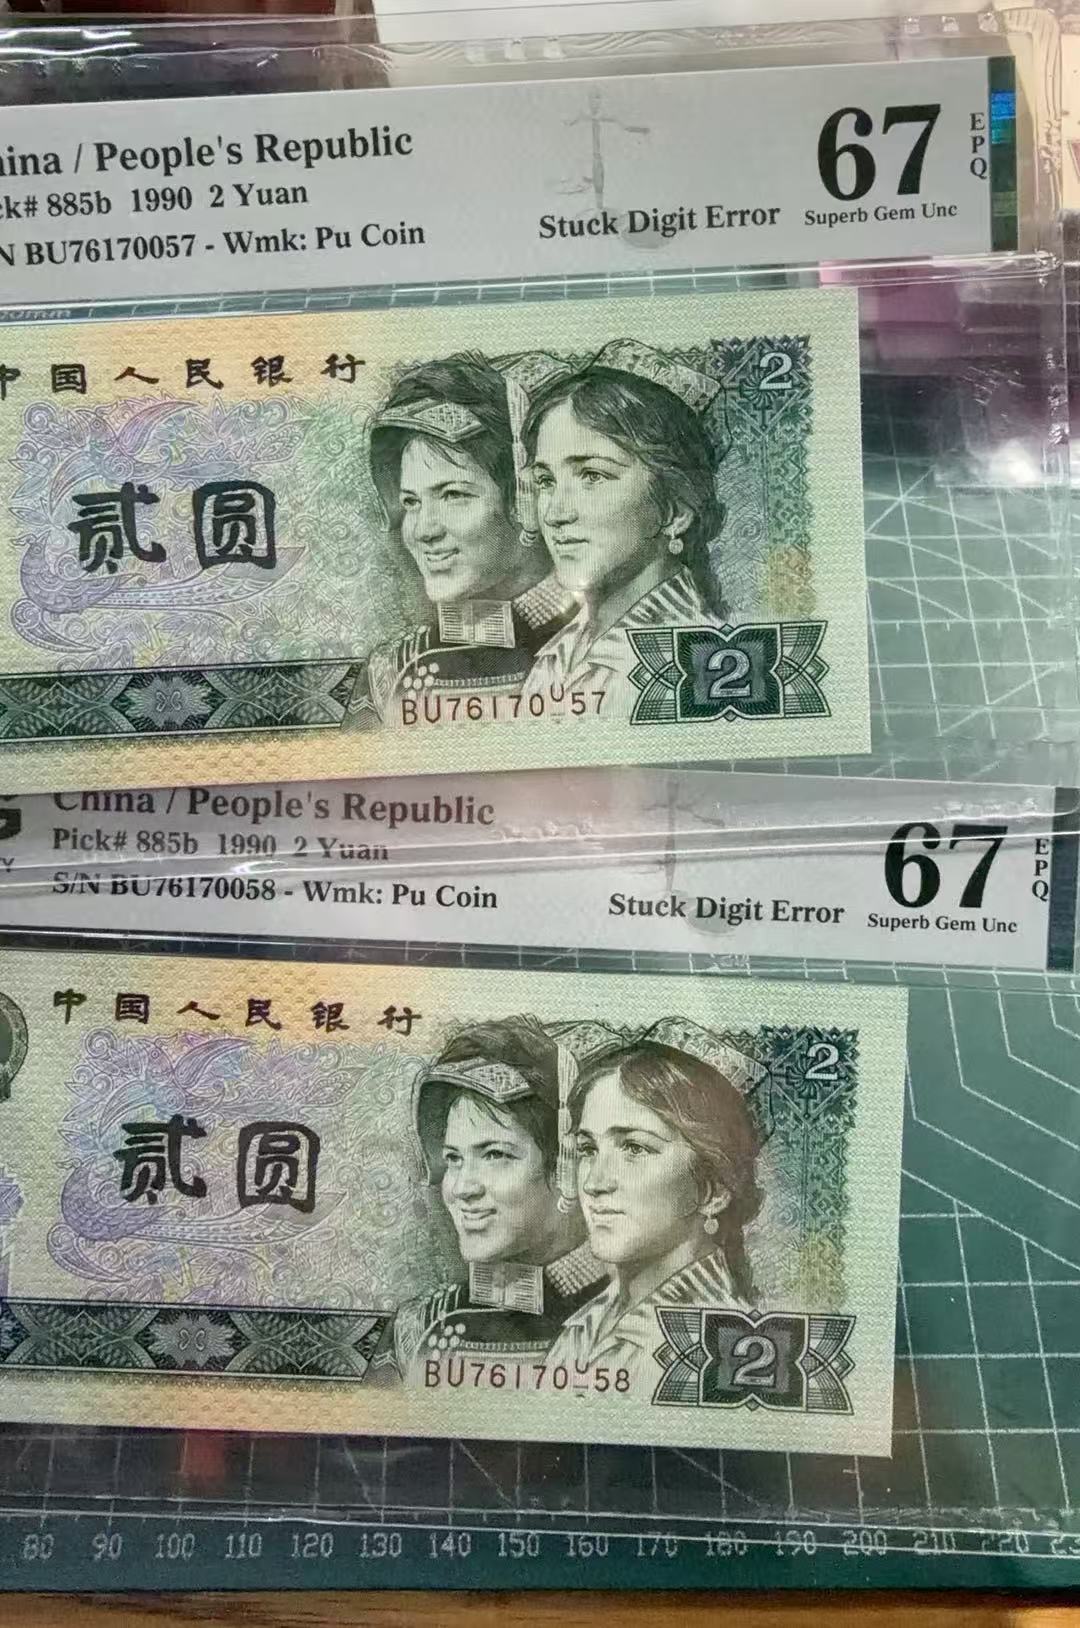 hina / People's Republic
ck# 885b 1990 2 Yuan
N BU76170057 - Wmk: Pu Coin
Stuck Digit Error
67
Superb Gem Unc
EPQ
中国人民银行
2
贰圆
2
BU7617057
China / People's Republic
Pick# 885b 1990 2 Yuan
S/N BU76170058 - Wmk: Pu Coin
Stuck Digit Error
67
Superb Gem Unc
EPQ
中国人民银行
2
贰圆
2
BU7617058
80 90 100 110 120 130 140 150 160 170 180 190 200 210 220